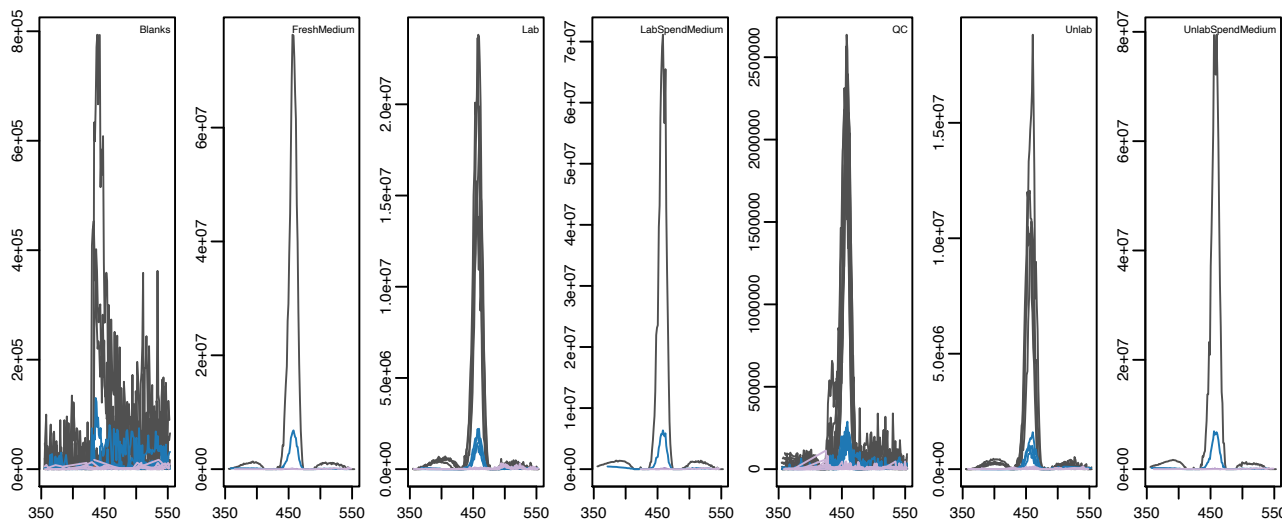 Blanks
0e+00 2e+05 4e+05 6e+05 8e+05
350 450 550
FreshMedium
0e+00 2e+07 4e+07 6e+07
350 450 550
Lab
0.0e+00 5.0e+06 1.0e+07 1.5e+07 2.0e+07
350 450 550
LabSpendMedium
0e+00 1e+07 2e+07 3e+07 4e+07 5e+07 6e+07 7e+07
350 450 550
QC
0 500000 1000000 1500000 2000000 2500000
350 450 550
Unlab
0.0e+00 5.0e+06 1.0e+07 1.5e+07
350 450 550
UnlabSpendMedium
0e+00 2e+07 4e+07 6e+07 8e+07
350 450 550